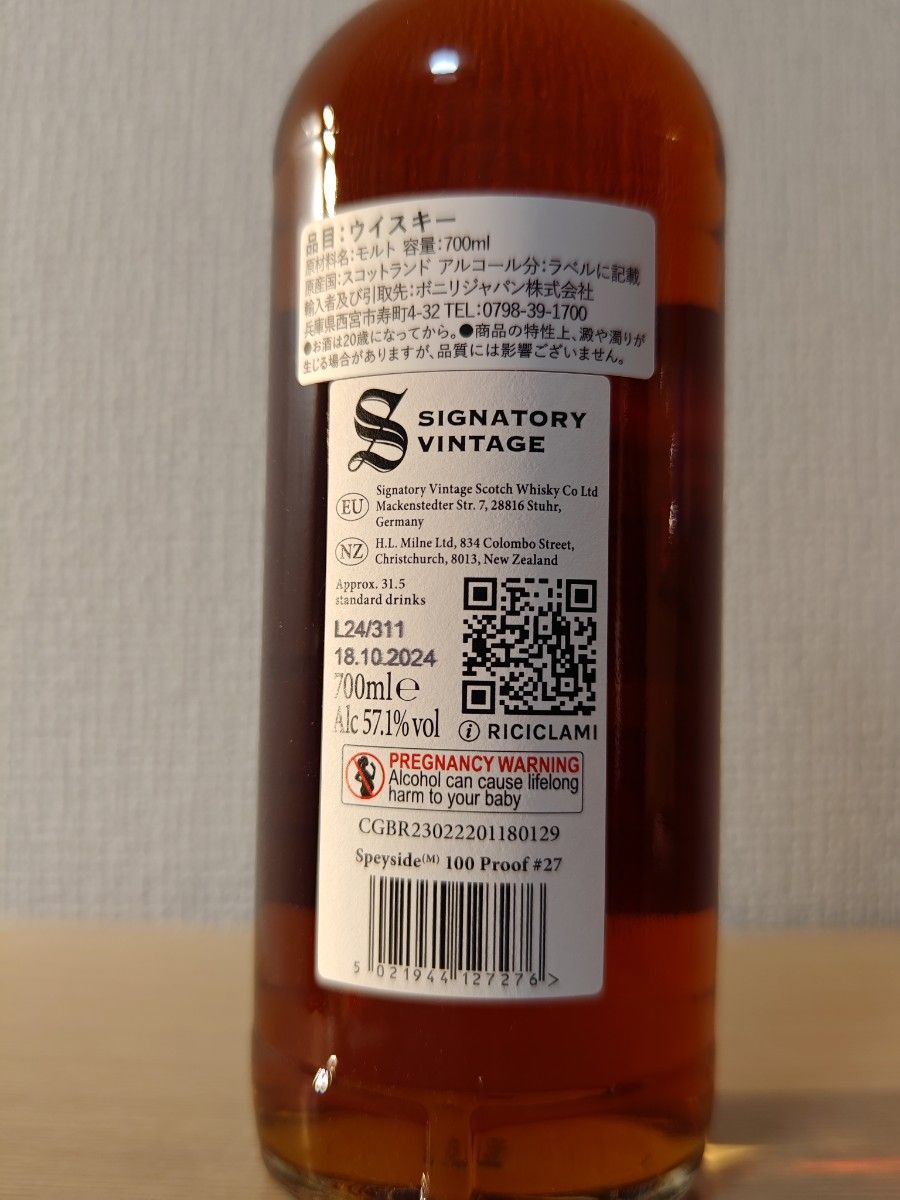 品目：ウイスキー
原材料名：モルト 容量：700ml
原産国：スコットランド アルコール分：ラベルに記載
輸入者及び引取先：ボニリジャパン株式会社
兵庫県西宮市寿町4-32 TEL：0798-39-1700
●お酒は20歳になってから。●商品の特性上、澱や濁りが
生じる場合がありますが、品質には影響ございません。
S SIGNATORY
VINTAGE
EU Signatory Vintage Scotch Whisky Co Ltd
Mackenstedter Str. 7, 28816 Stuhr,
Germany
NZ H.L. Milne Ltd, 834 Colombo Street,
Christchurch, 8013, New Zealand
Approx. 31.5
standard drinks
L24/311
18.10.2024
700ml℮
Alc 57.1% vol
i RICICLAMI
PREGNANCY WARNING
Alcohol can cause lifelong
harm to your baby
CGBR23022201180129
Speyside(M) 100 Proof #27
5 021944 127276 >